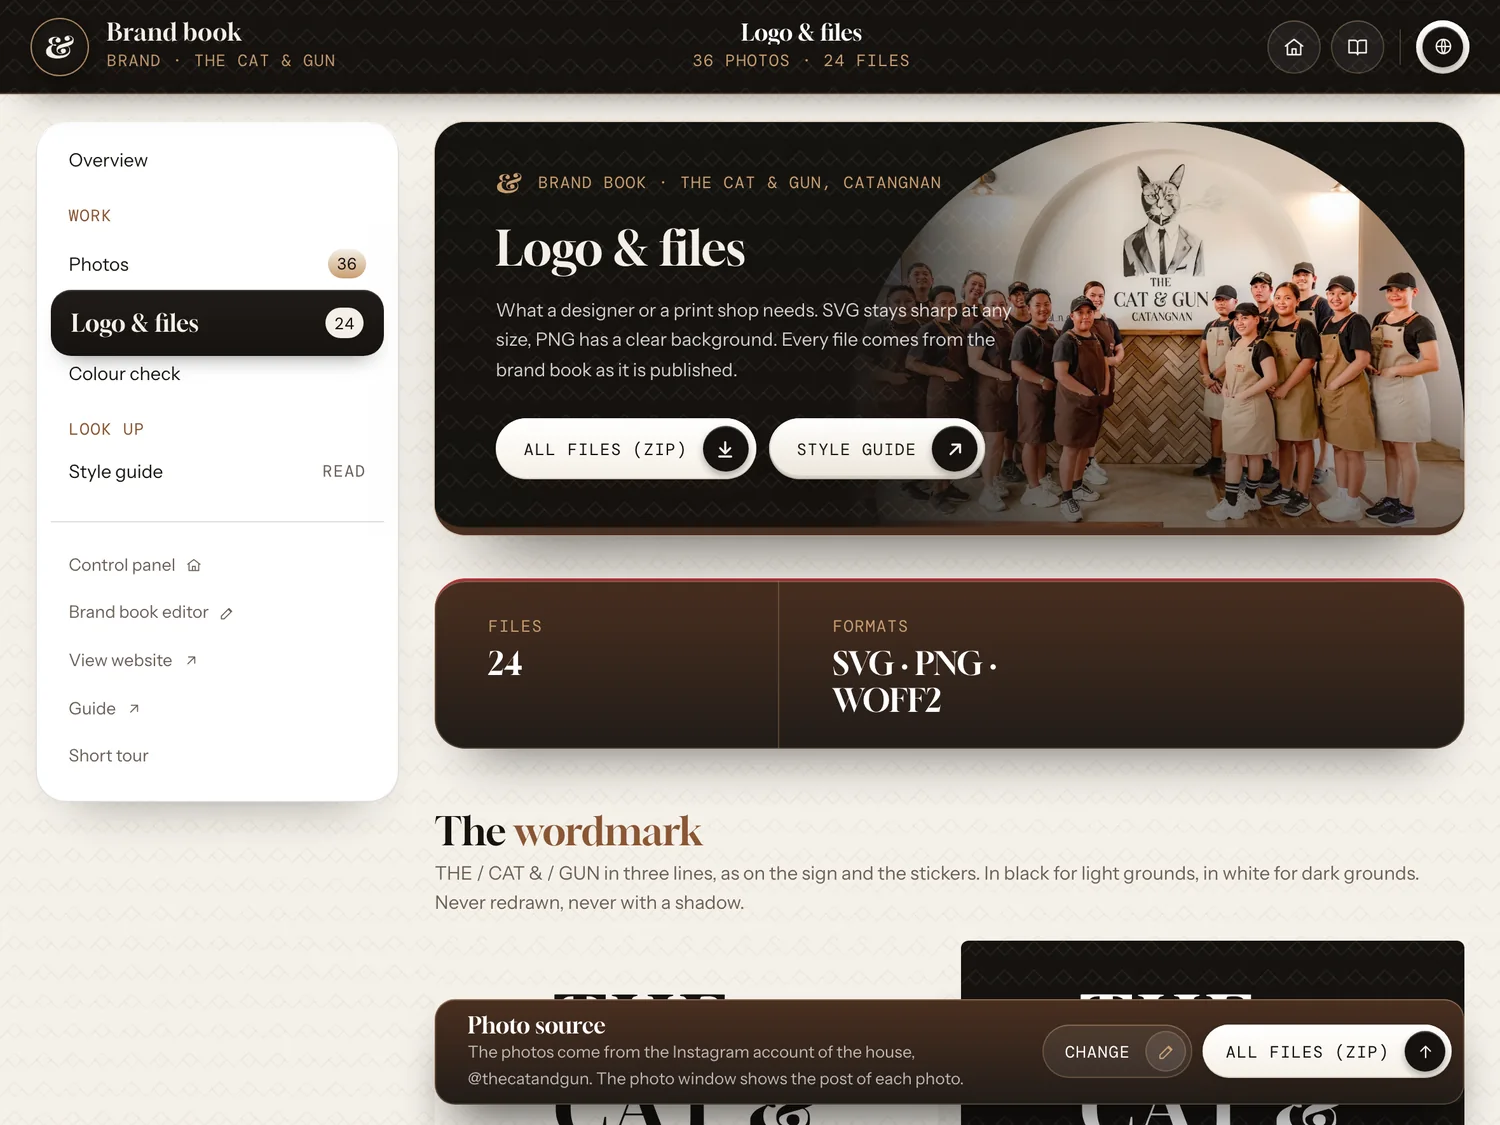 &
Brand book
BRAND · THE CAT & GUN
Logo & files
36 PHOTOS · 24 FILES
Overview
WORK
Photos
36
Logo & files
24
Colour check
LOOK UP
Style guide
READ
Control panel
Brand book editor
View website
Guide
Short tour
& BRAND BOOK · THE CAT & GUN, CATANGNAN
Logo & files
What a designer or a print shop needs. SVG stays sharp at any
size, PNG has a clear background. Every file comes from the
brand book as it is published.
ALL FILES (ZIP)
STYLE GUIDE
THE
CAT & GUN
CATANGNAN
FILES
24
FORMATS
SVG · PNG ·
WOFF2
The wordmark
THE / CAT & / GUN in three lines, as on the sign and the stickers. In black for light grounds, in white for dark grounds.
Never redrawn, never with a shadow.
THE
THE
Photo source
The photos come from the Instagram account of the house,
@thecatandgun. The photo window shows the post of each photo.
CHANGE
ALL FILES (ZIP)
CAT &
CAT &